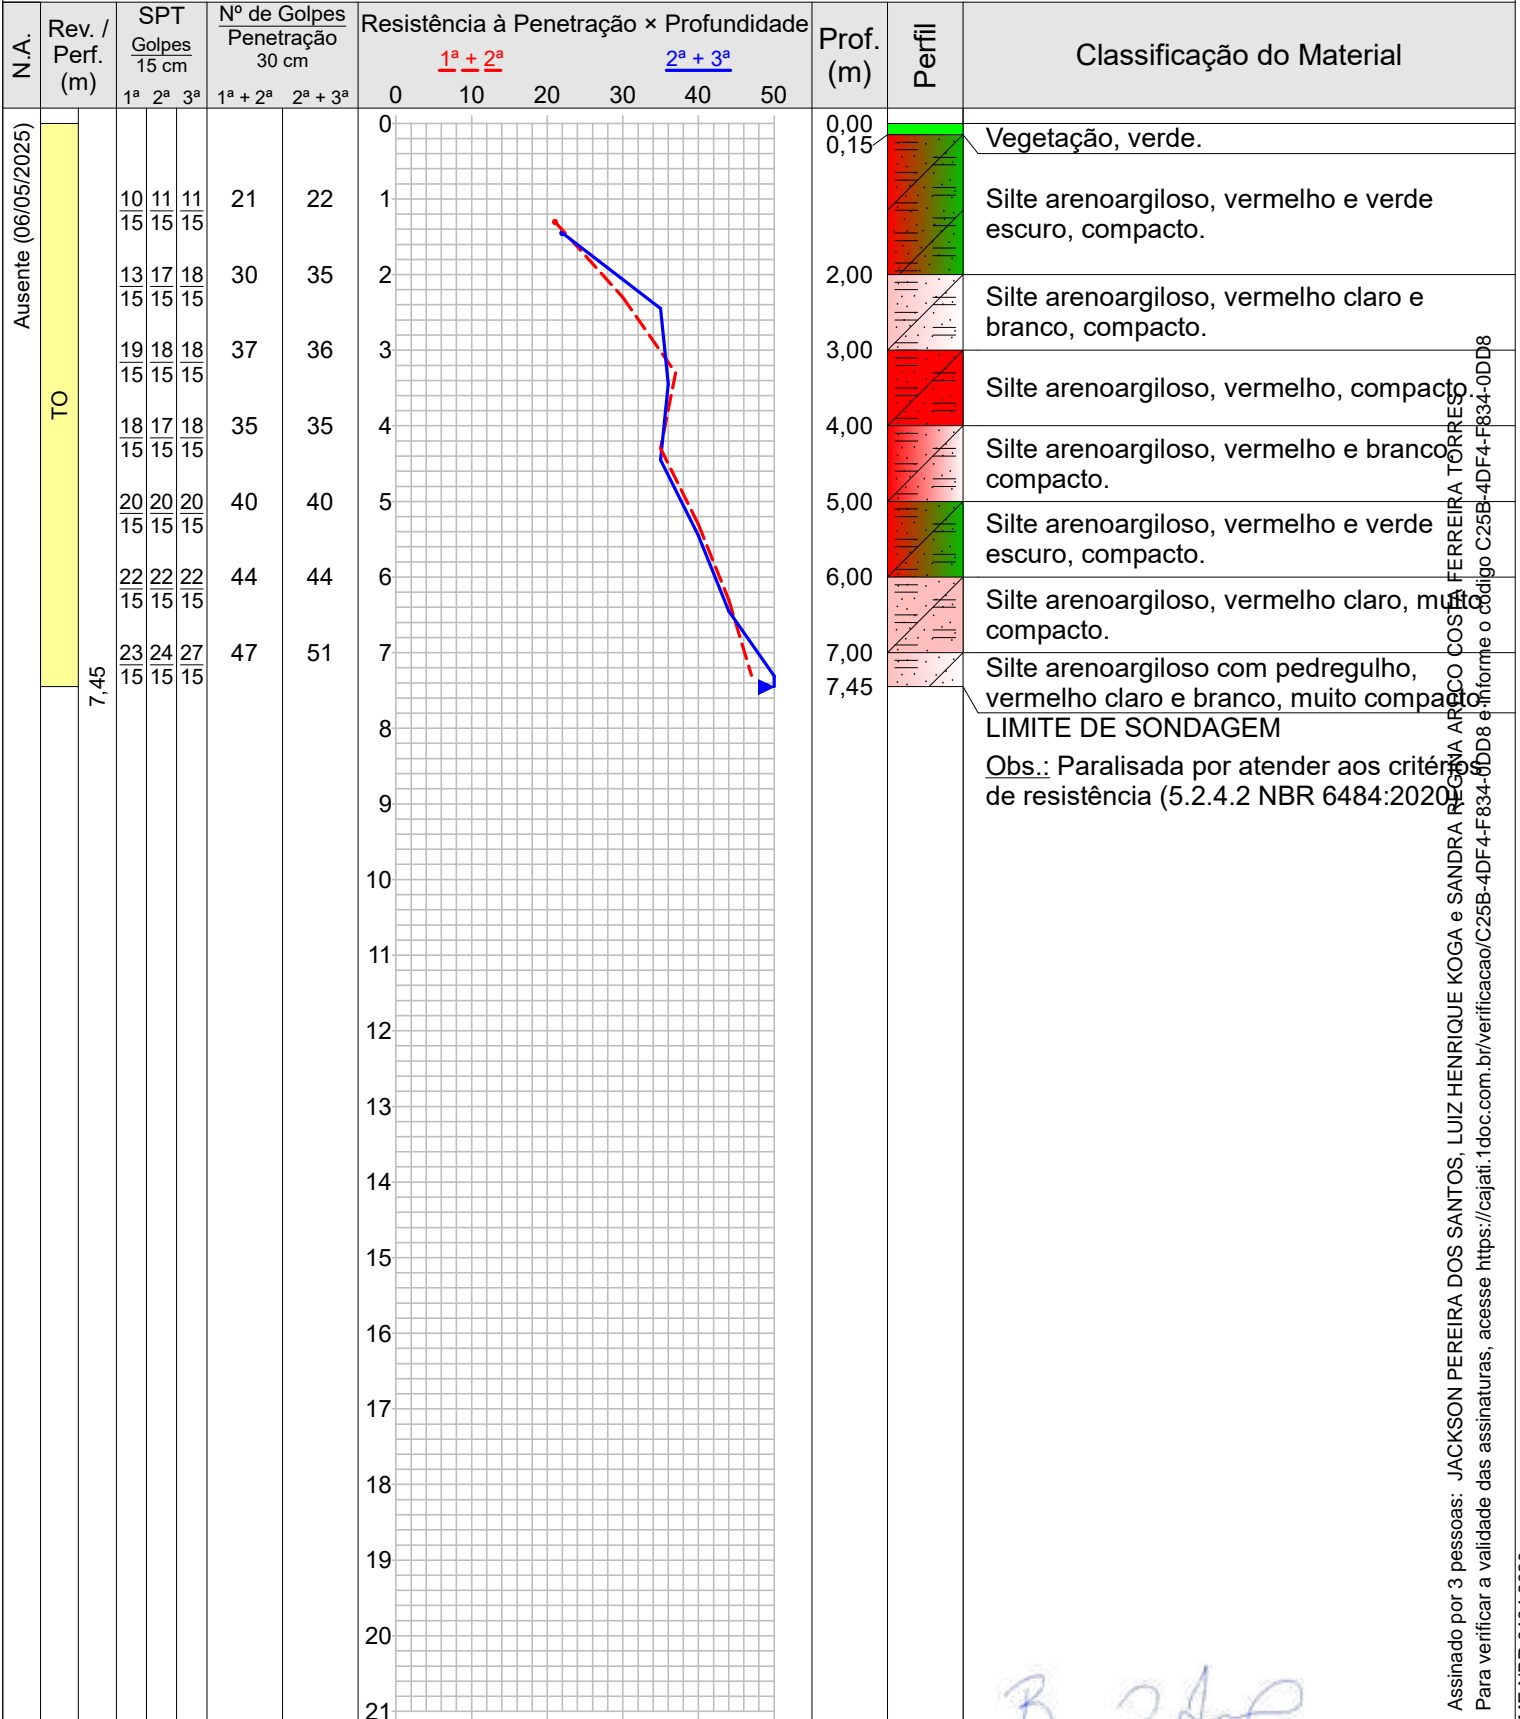 N.A.
Rev. /
Perf.
(m)
SPT
Golpes
15 cm
1ª 2ª 3ª
Nº de Golpes
Penetração
30 cm
1ª + 2ª 2ª + 3ª
Resistência à Penetração × Profundidade
1ª + 2ª 2ª + 3ª
0 10 20 30 40 50
Prof.
(m)
Perfil
Classificação do Material
Ausente (06/05/2025)
TO
7,45
10 11 11 21 22
15 15 15
13 17 18 30 35
15 15 15
19 18 18 37 36
15 15 15
18 17 18 35 35
15 15 15
20 20 20 40 40
15 15 15
22 22 22 44 44
15 15 15
23 24 27 47 51
15 15 15
0
1
2
3
4
5
6
7
8
9
10
11
12
13
14
15
16
17
18
19
20
21
0,00
0,15
2,00
3,00
4,00
5,00
6,00
7,00
7,45
Vegetação, verde.
Silte arenoargiloso, vermelho e verde
escuro, compacto.
Silte arenoargiloso, vermelho claro e
branco, compacto.
Silte arenoargiloso, vermelho, compacto.
Silte arenoargiloso, vermelho e branco,
compacto.
Silte arenoargiloso, vermelho e verde
escuro, compacto.
Silte arenoargiloso, vermelho claro, muito
compacto.
Silte arenoargiloso com pedregulho,
vermelho claro e branco, muito compacto.
LIMITE DE SONDAGEM
Obs.: Paralisada por atender aos critérios
de resistência (5.2.4.2 NBR 6484:2020).
Assinado por 3 pessoas: JACKSON PEREIRA DOS SANTOS, LUIZ HENRIQUE KOGA e SANDRA REGINA ARCO COSTA FERREIRA TORRES
Para verificar a validade das assinaturas, acesse https://cajati.1doc.com.br/verificacao/C25B-4DF4-F834-0DD8 e informe o código C25B-4DF4-F834-0DD8